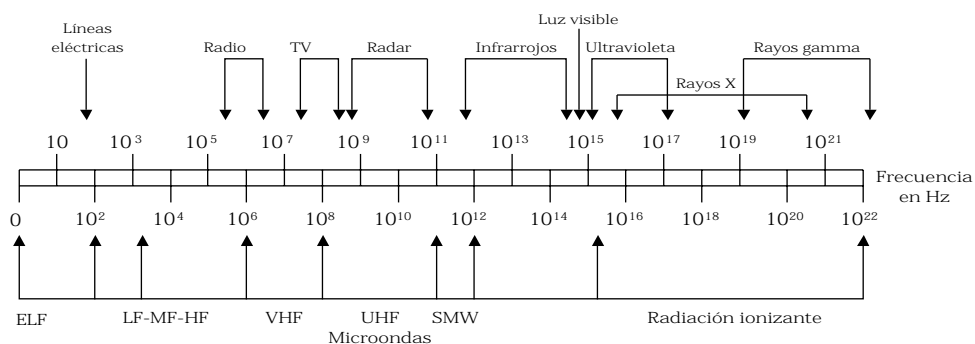 Luz visible
Líneas
eléctricas
Radio
TV
Radar
Infrarrojos
Ultravioleta
Rayos gamma
Rayos X
10 10³ 10⁵ 10⁷ 10⁹ 10¹¹ 10¹³ 10¹⁵ 10¹⁷ 10¹⁹ 10²¹
Frecuencia
en Hz
0 10² 10⁴ 10⁶ 10⁸ 10¹⁰ 10¹² 10¹⁴ 10¹⁶ 10¹⁸ 10²⁰ 10²²
ELF LF-MF-HF VHF UHF SMW Radiación ionizante
Microondas